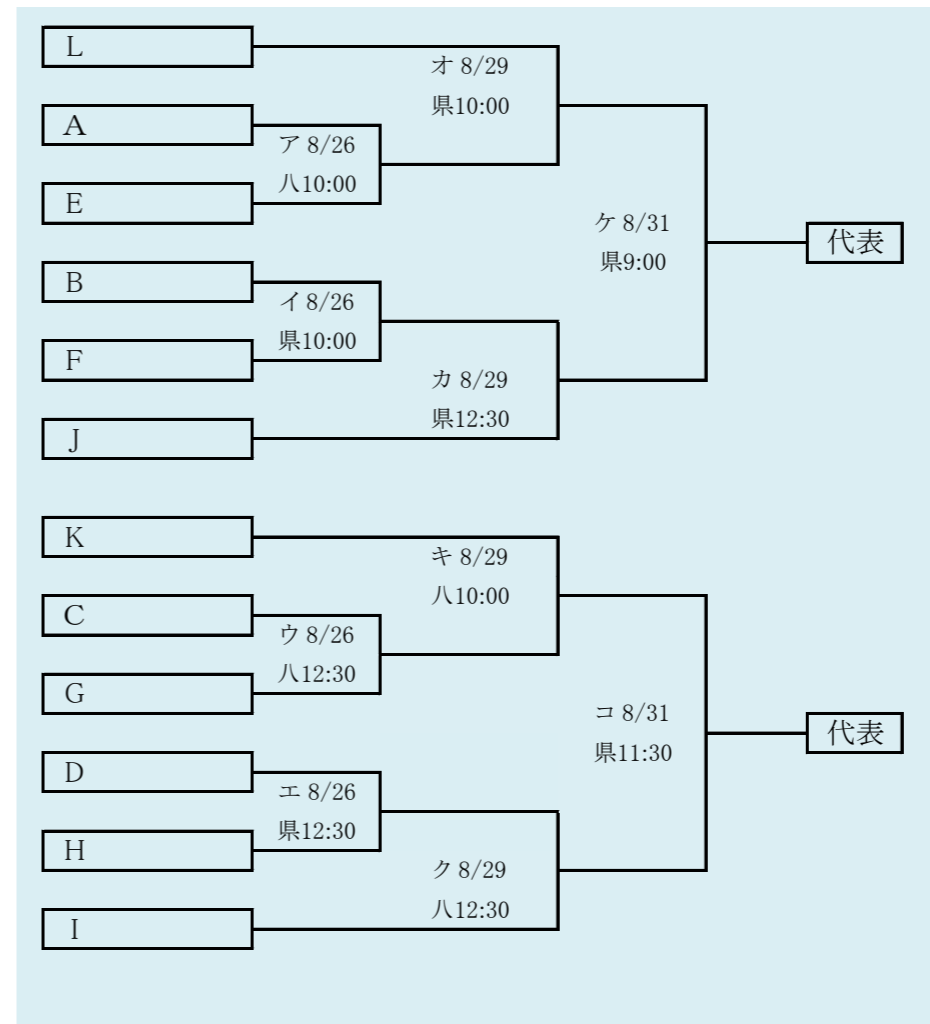 L
オ 8/29
県10:00
A
ア 8/26
八10:00
E
ケ 8/31
県9:00
代表
B
イ 8/26
県10:00
F
カ 8/29
県12:30
J
K
キ 8/29
八10:00
C
ウ 8/26
八12:30
G
コ 8/31
県11:30
代表
D
エ 8/26
県12:30
H
ク 8/29
八12:30
I